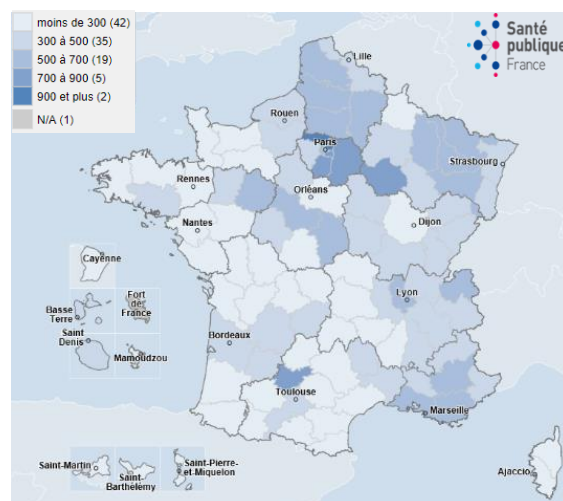 moins de 300 (42)
300 à 500 (35)
500 à 700 (19)
700 à 900 (5)
900 et plus (2)
N/A (1)
Santé
publique
France
Lille
Rouen
Paris
Strasbourg
Rennes
Orléans
Nantes
Dijon
Cayenne
Lyon
Basse
Terre
Fort
der
France
Saint
Denis
Mamoudzou
Bordeaux
Toulouse
Marseille
Saint-Martin
Saint-
Barthélémy
Saint-Pierre-
et-Miquelon
Ajaccio